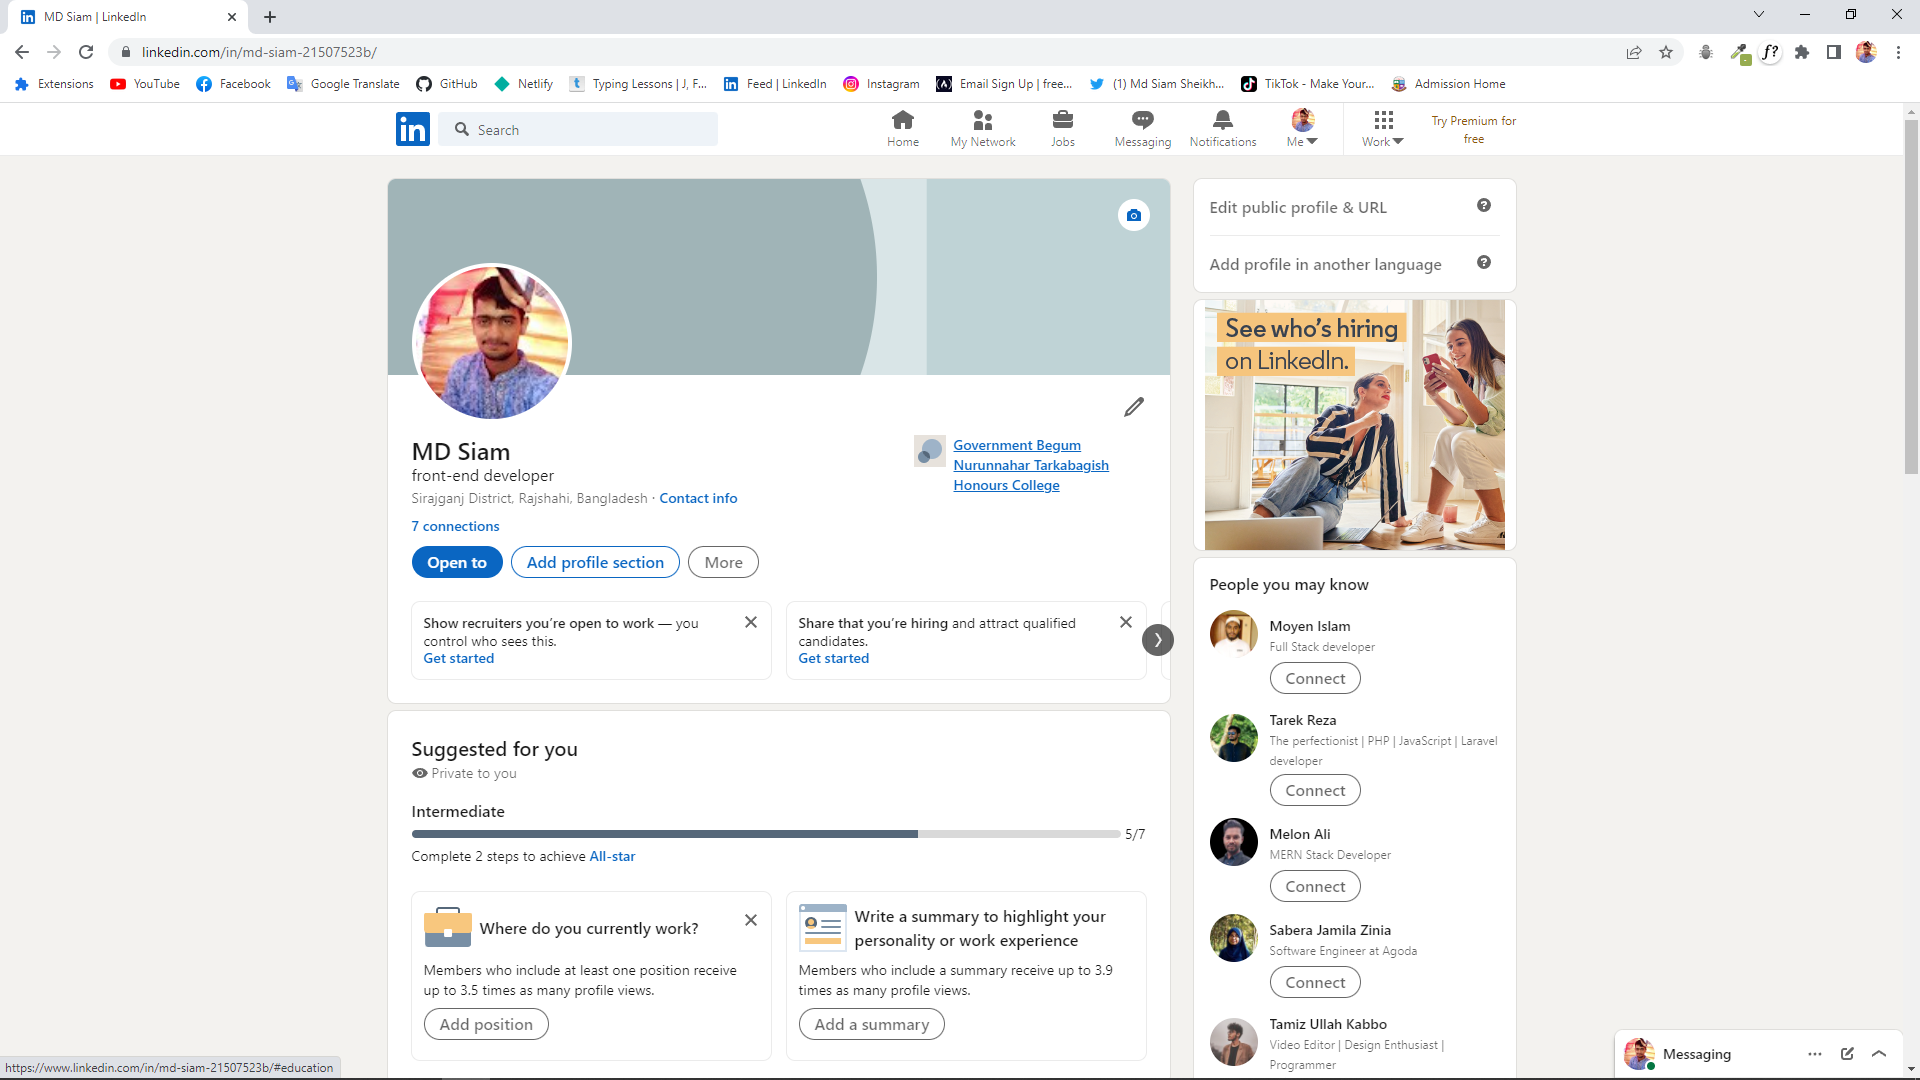 MD Siam | LinkedIn
linkedin.com/in/md-siam-21507523b/
f?
Extensions
YouTube
Facebook
Google Translate
GitHub
Netlify
t
Typing Lessons | J, F...
Feed | LinkedIn
Instagram
Email Sign Up | free...
(1) Md Siam Sheikh...
TikTok - Make Your...
Admission Home
in
Search
Home
My Network
Jobs
Messaging
Notifications
Me
Work
Try Premium for
free
MD Siam
front-end developer
Sirajganj District, Rajshahi, Bangladesh · Contact info
7 connections
Government Begum
Nurunnahar Tarkabagish
Honours College
Open to
Add profile section
More
Show recruiters you're open to work — you
control who sees this.
Get started
Share that you’re hiring and attract qualified
candidates.
Get started
Suggested for you
Private to you
Intermediate
5/7
Complete 2 steps to achieve All-star
Where do you currently work?
Members who include at least one position receive
up to 3.5 times as many profile views.
Add position
Write a summary to highlight your
personality or work experience
Members who include a summary receive up to 3.9
times as many profile views.
Add a summary
Edit public profile & URL
Add profile in another language
See who’s hiring
on LinkedIn.
People you may know
Moyen Islam
Full Stack developer
Connect
Tarek Reza
The perfectionist | PHP | JavaScript | Laravel
developer
Connect
Melon Ali
MERN Stack Developer
Connect
Sabera Jamila Zinia
Software Engineer at Agoda
Connect
Tamiz Ullah Kabbo
Video Editor | Design Enthusiast |
Programmer
Messaging
https://www.linkedin.com/in/md-siam-21507523b/#education